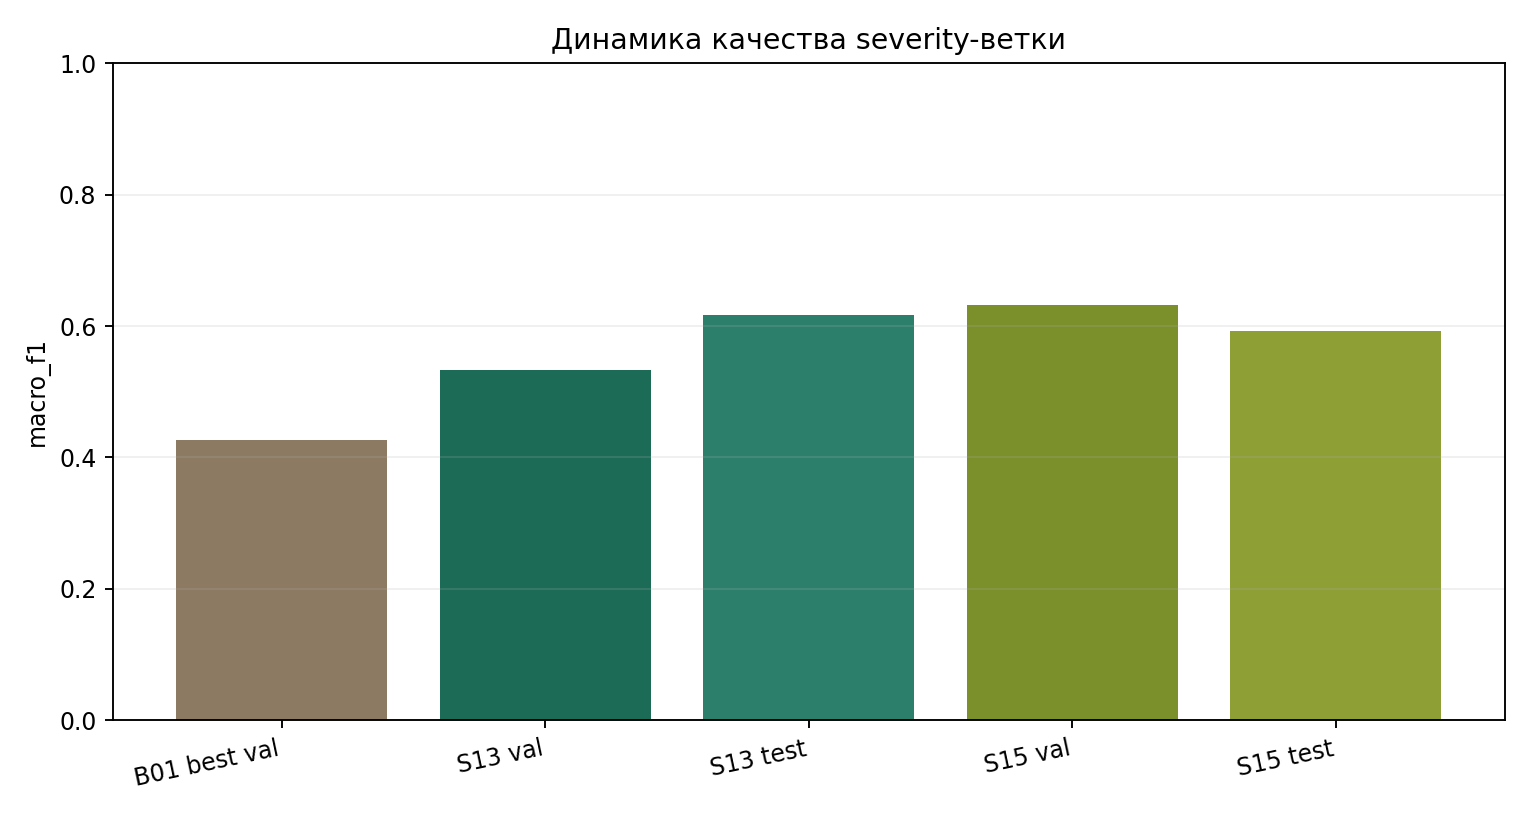 Динамика качества severity-ветки
1.0
0.8
0.6
0.4
0.2
0.0
macro_f1
B01 best val
S13 val
S13 test
S15 val
S15 test